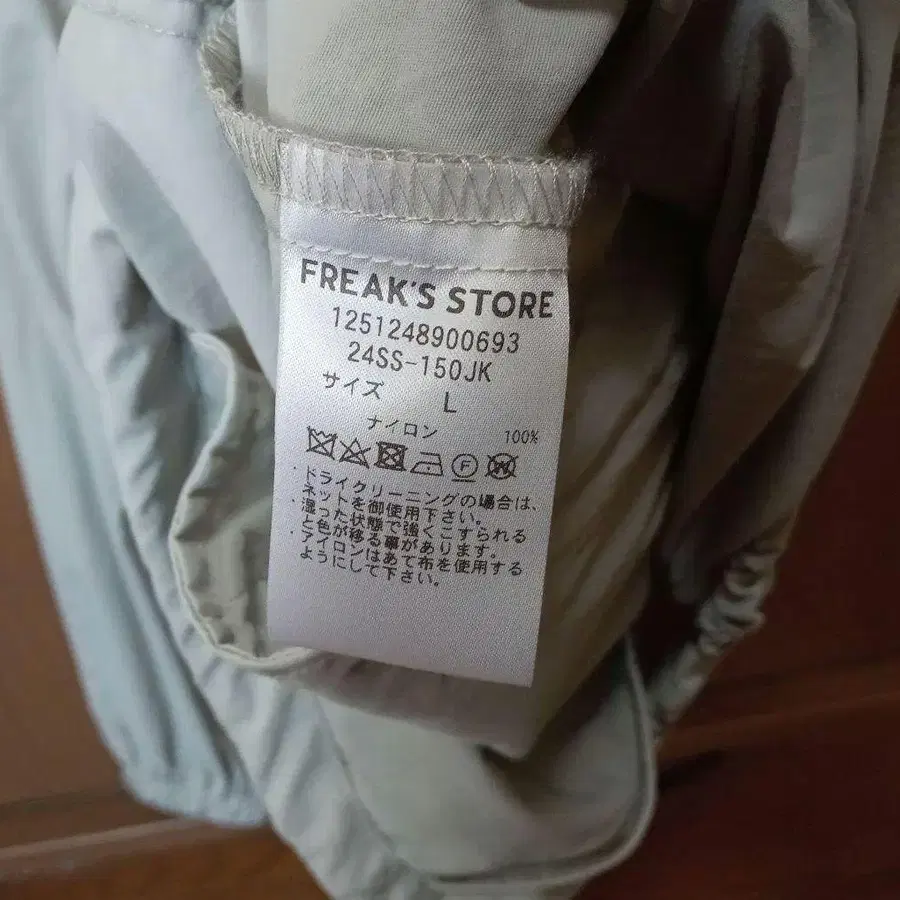 FREAK'S STORE
1251248900693
24SS-150JK
サイズ L
ナイロン 100%
・ドライクリーニングの場合は、
ネットを御使用下さい。
・湿った状態で強くこすられる
と色が移る事があります。
・アイロンはあて布を使用する
ようにして下さい。